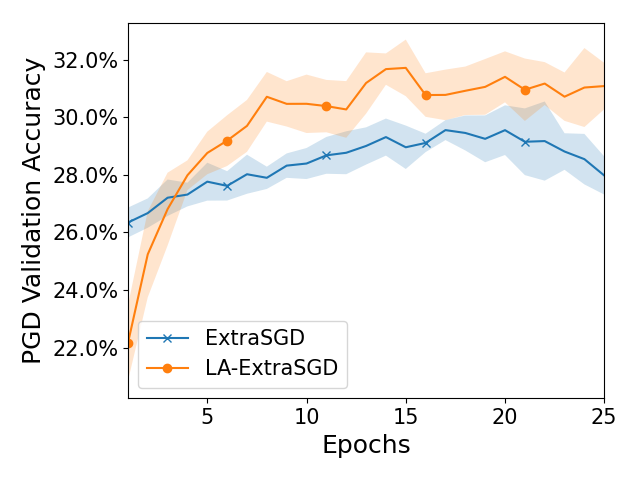 PGD Validation Accuracy
32.0%
30.0%
28.0%
26.0%
24.0%
22.0%
ExtraSGD
LA-ExtraSGD
5
10
15
20
25
Epochs